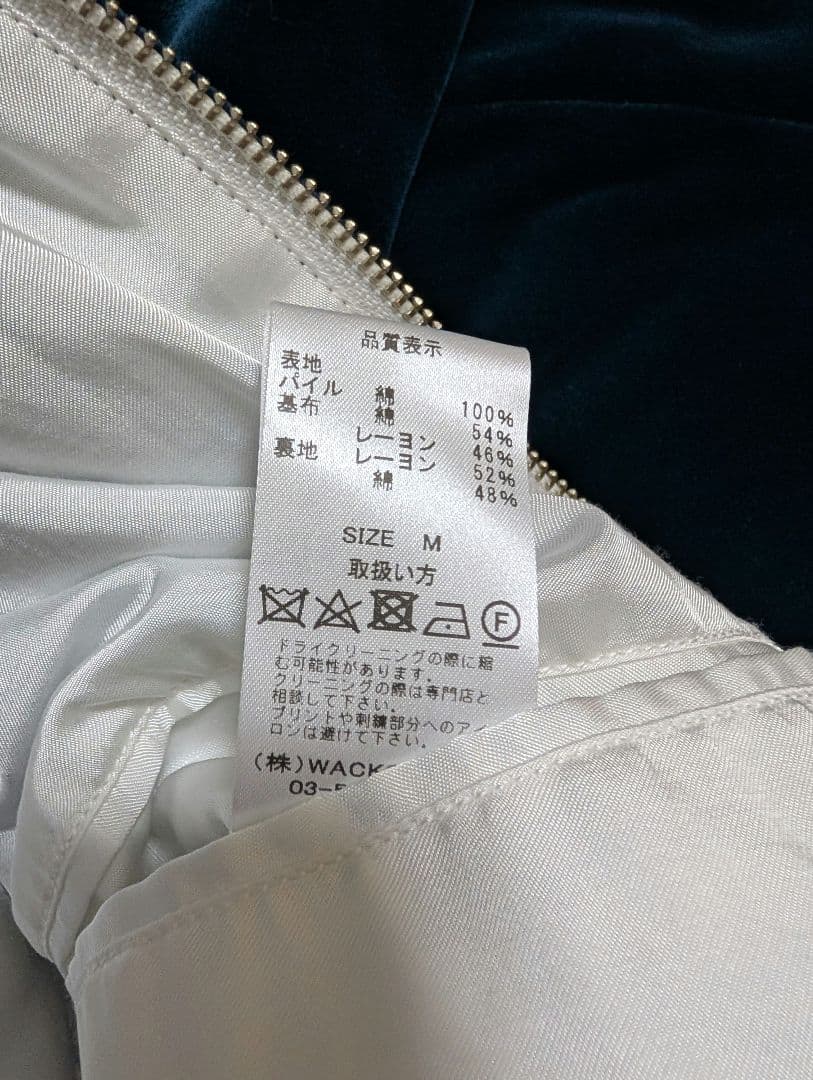 品質表示
表地
パイル 綿 100%
基布 綿 54%
レーヨン 46%
裏地 レーヨン 52%
綿 48%
SIZE M
取扱い方
F
ドライクリーニングの際に縮
む可能性があります。
クリーニングの際は専門店と
相談して下さい。
プリントや刺繍部分へのアイ
ロンは避けて下さい。
(株)WACK
03-5